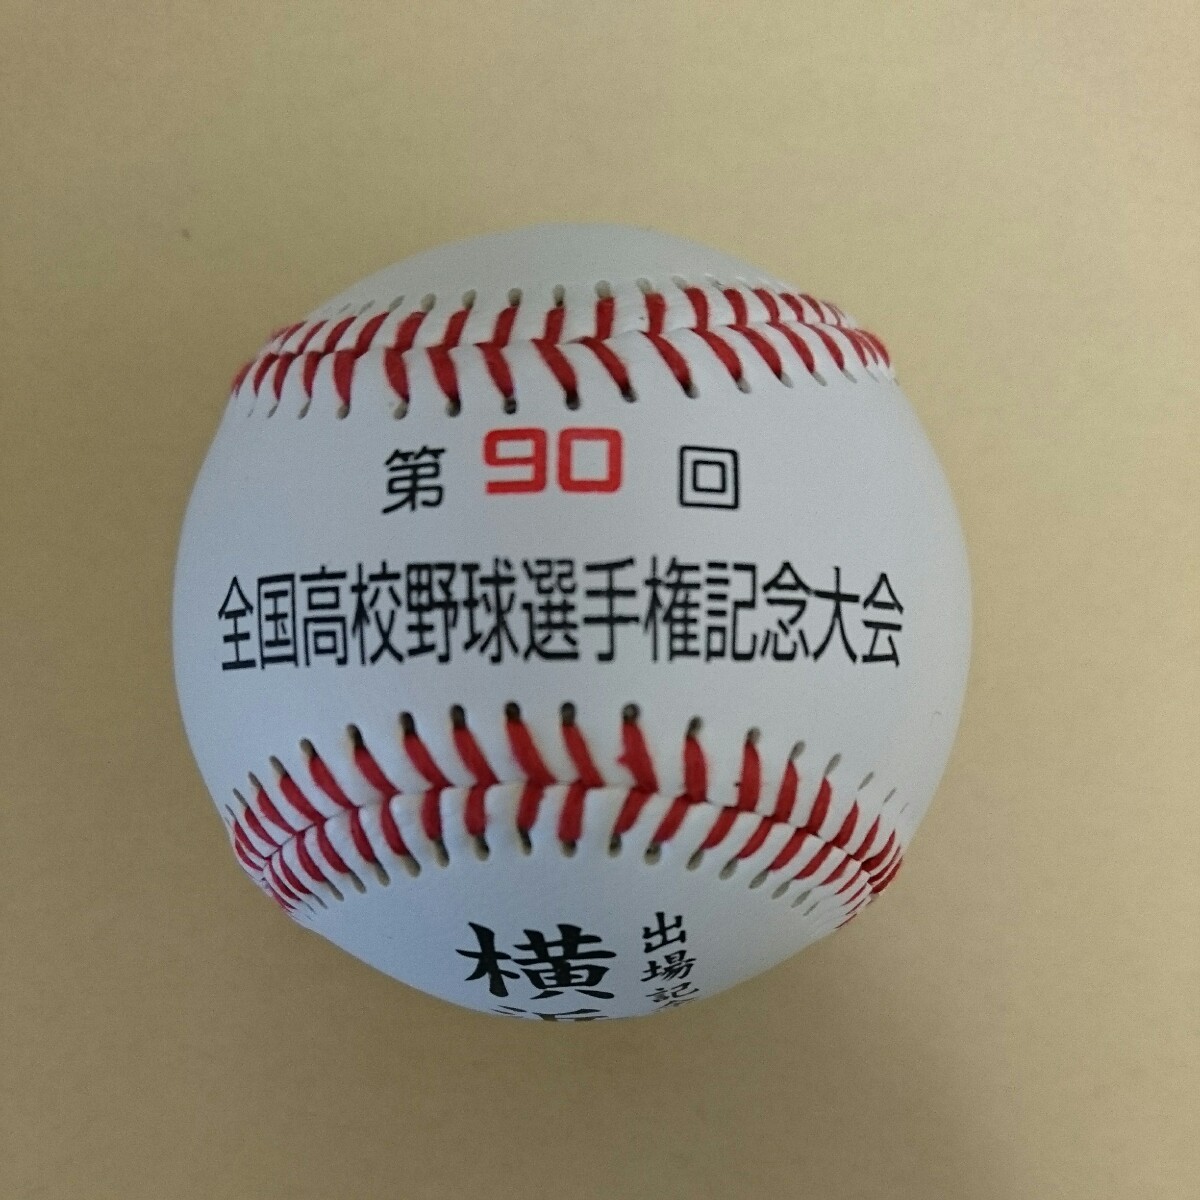 第 90 回
全国高校野球選手権記念大会
出場記
横